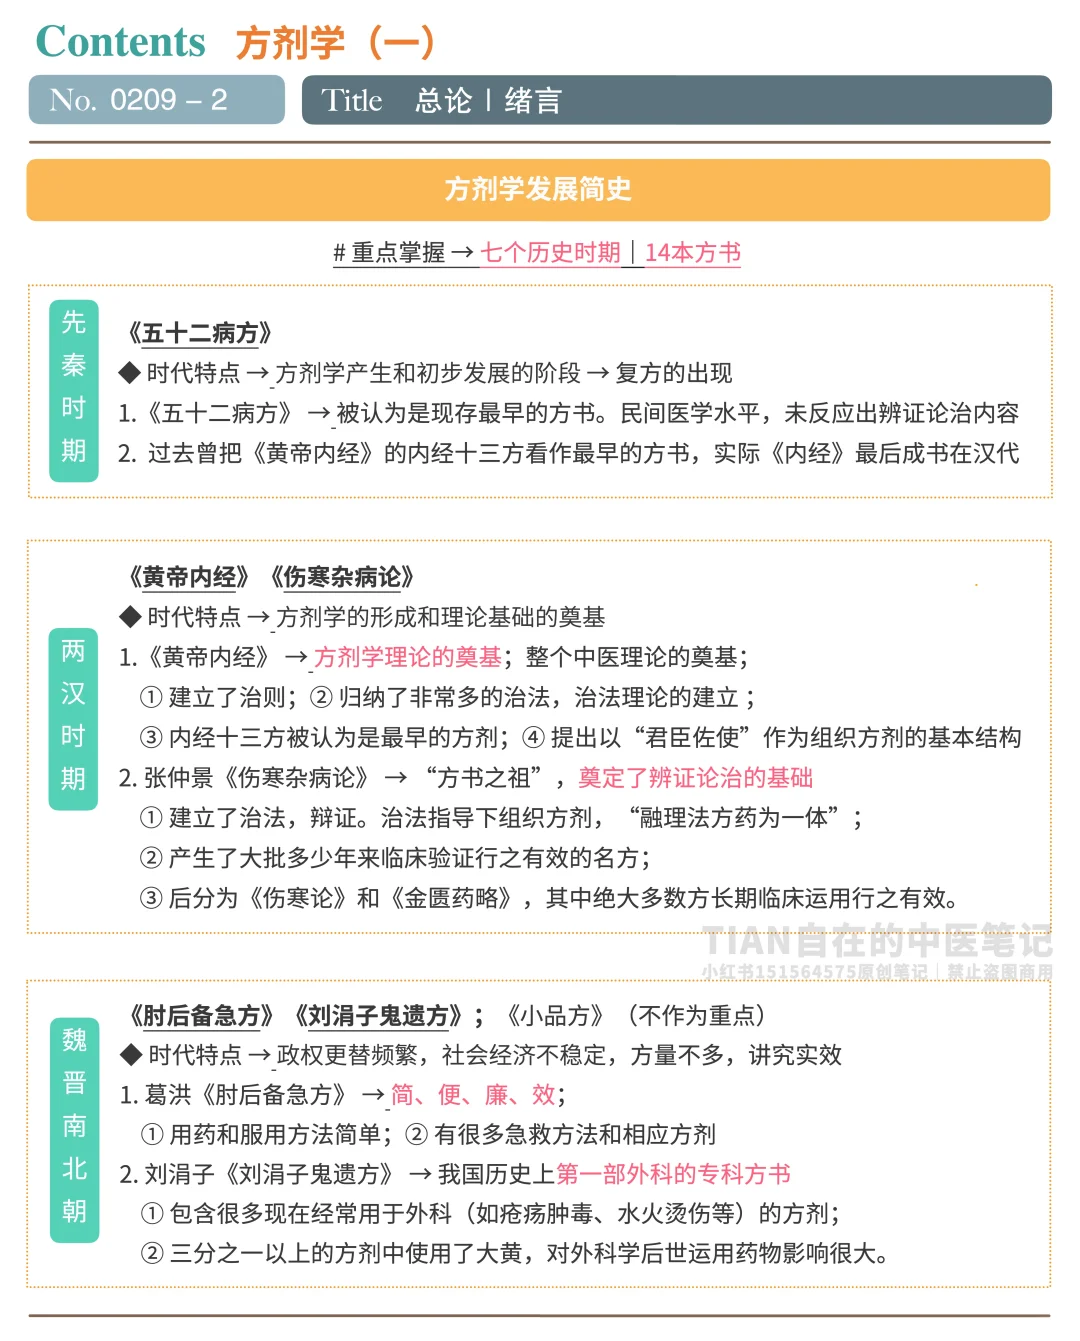 Contents 方剂学（一）
No. 0209 – 2
Title 总论 | 绪言
方剂学发展简史
# 重点掌握 → 七个历史时期｜14本方书
先秦时期
《五十二病方》
◆ 时代特点 → 方剂学产生和初步发展的阶段 → 复方的出现
1.《五十二病方》 → 被认为是现存最早的方书。民间医学水平，未反应出辨证论治内容
2. 过去曾把《黄帝内经》的内经十三方看作最早的方书，实际《内经》最后成书在汉代
两汉时期
《黄帝内经》《伤寒杂病论》
◆ 时代特点 → 方剂学的形成和理论基础的奠基
1.《黄帝内经》 → 方剂学理论的奠基；整个中医理论的奠基；
① 建立了治则；② 归纳了非常多的治法，治法理论的建立 ；
③ 内经十三方被认为是最早的方剂；④ 提出以“君臣佐使”作为组织方剂的基本结构
2. 张仲景《伤寒杂病论》 → “方书之祖”，奠定了辨证论治的基础
① 建立了治法，辩证。治法指导下组织方剂，“融理法方药为一体”；
② 产生了大批多少年来临床验证行之有效的名方；
③ 后分为《伤寒论》和《金匮药略》，其中绝大多数方长期临床运用行之有效。
TIAN自在的中医笔记
小红书151564575原创笔记｜禁止盗图商用
魏晋南北朝
《肘后备急方》《刘涓子鬼遗方》；《小品方》（不作为重点）
◆ 时代特点 → 政权更替频繁，社会经济不稳定，方量不多，讲究实效
1. 葛洪《肘后备急方》 → 简、便、廉、效；
① 用药和服用方法简单；② 有很多急救方法和相应方剂
2. 刘涓子《刘涓子鬼遗方》 → 我国历史上第一部外科的专科方书
① 包含很多现在经常用于外科（如疮疡肿毒、水火烫伤等）的方剂；
② 三分之一以上的方剂中使用了大黄，对外科学后世运用药物影响很大。